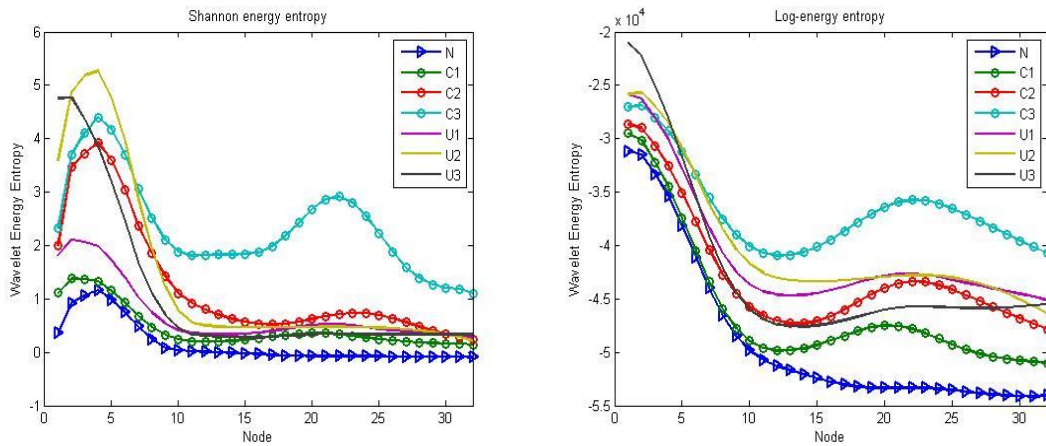 Shannon energy entropy
6
5
4
3
2
1
0
-1
0 5 10 15 20 25 30
Wavelet Energy Entropy
Node
N
C1
C2
C3
U1
U2
U3
Log-energy entropy
x 10^4
-2
-2.5
-3
-3.5
-4
-4.5
-5
-5.5
0 5 10 15 20 25 30
Wavelet Energy Entropy
Node
N
C1
C2
C3
U1
U2
U3